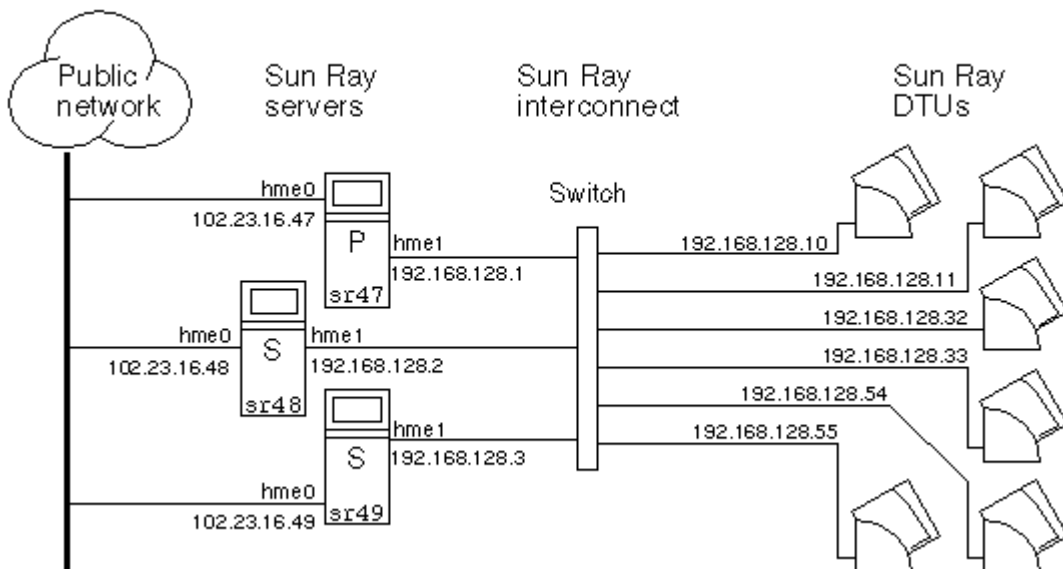 Public network
Sun Ray servers
Sun Ray interconnect
Sun Ray DTUs
Switch
hme0
102.23.16.47
P
sr47
hme1
192.168.128.1
hme0
102.23.16.48
S
sr48
hme1
192.168.128.2
hme0
102.23.16.49
S
sr49
hme1
192.168.128.3
192.168.128.10
192.168.128.11
192.168.128.32
192.168.128.33
192.168.128.54
192.168.128.55